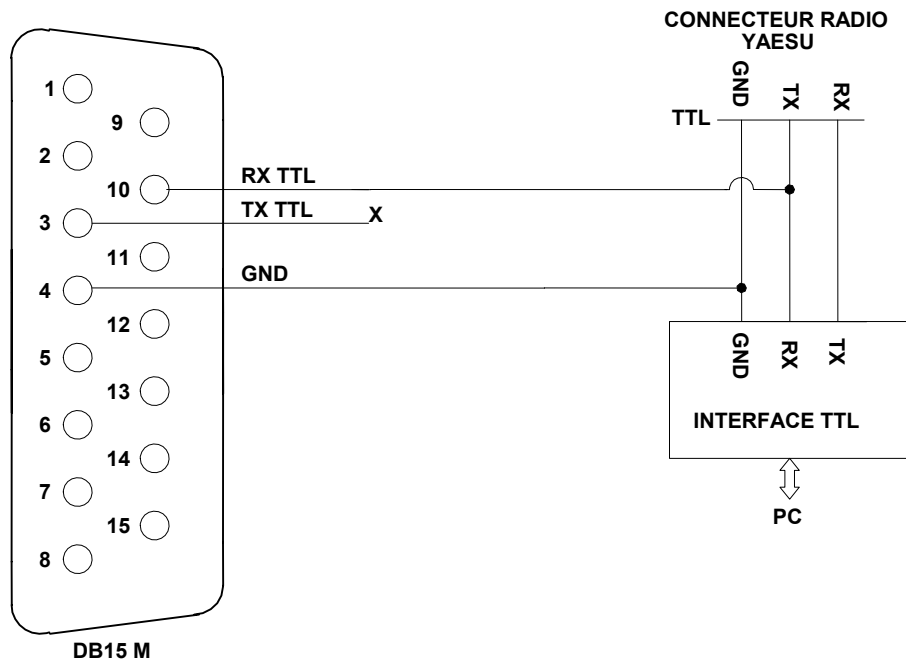 CONNECTEUR RADIO
YAESU
GND
TX
RX
TTL
1
9
2
10
RX TTL
3
TX TTL
X
11
4
GND
12
5
GND
RX
TX
13
6
INTERFACE TTL
14
7
15
PC
8
DB15 M